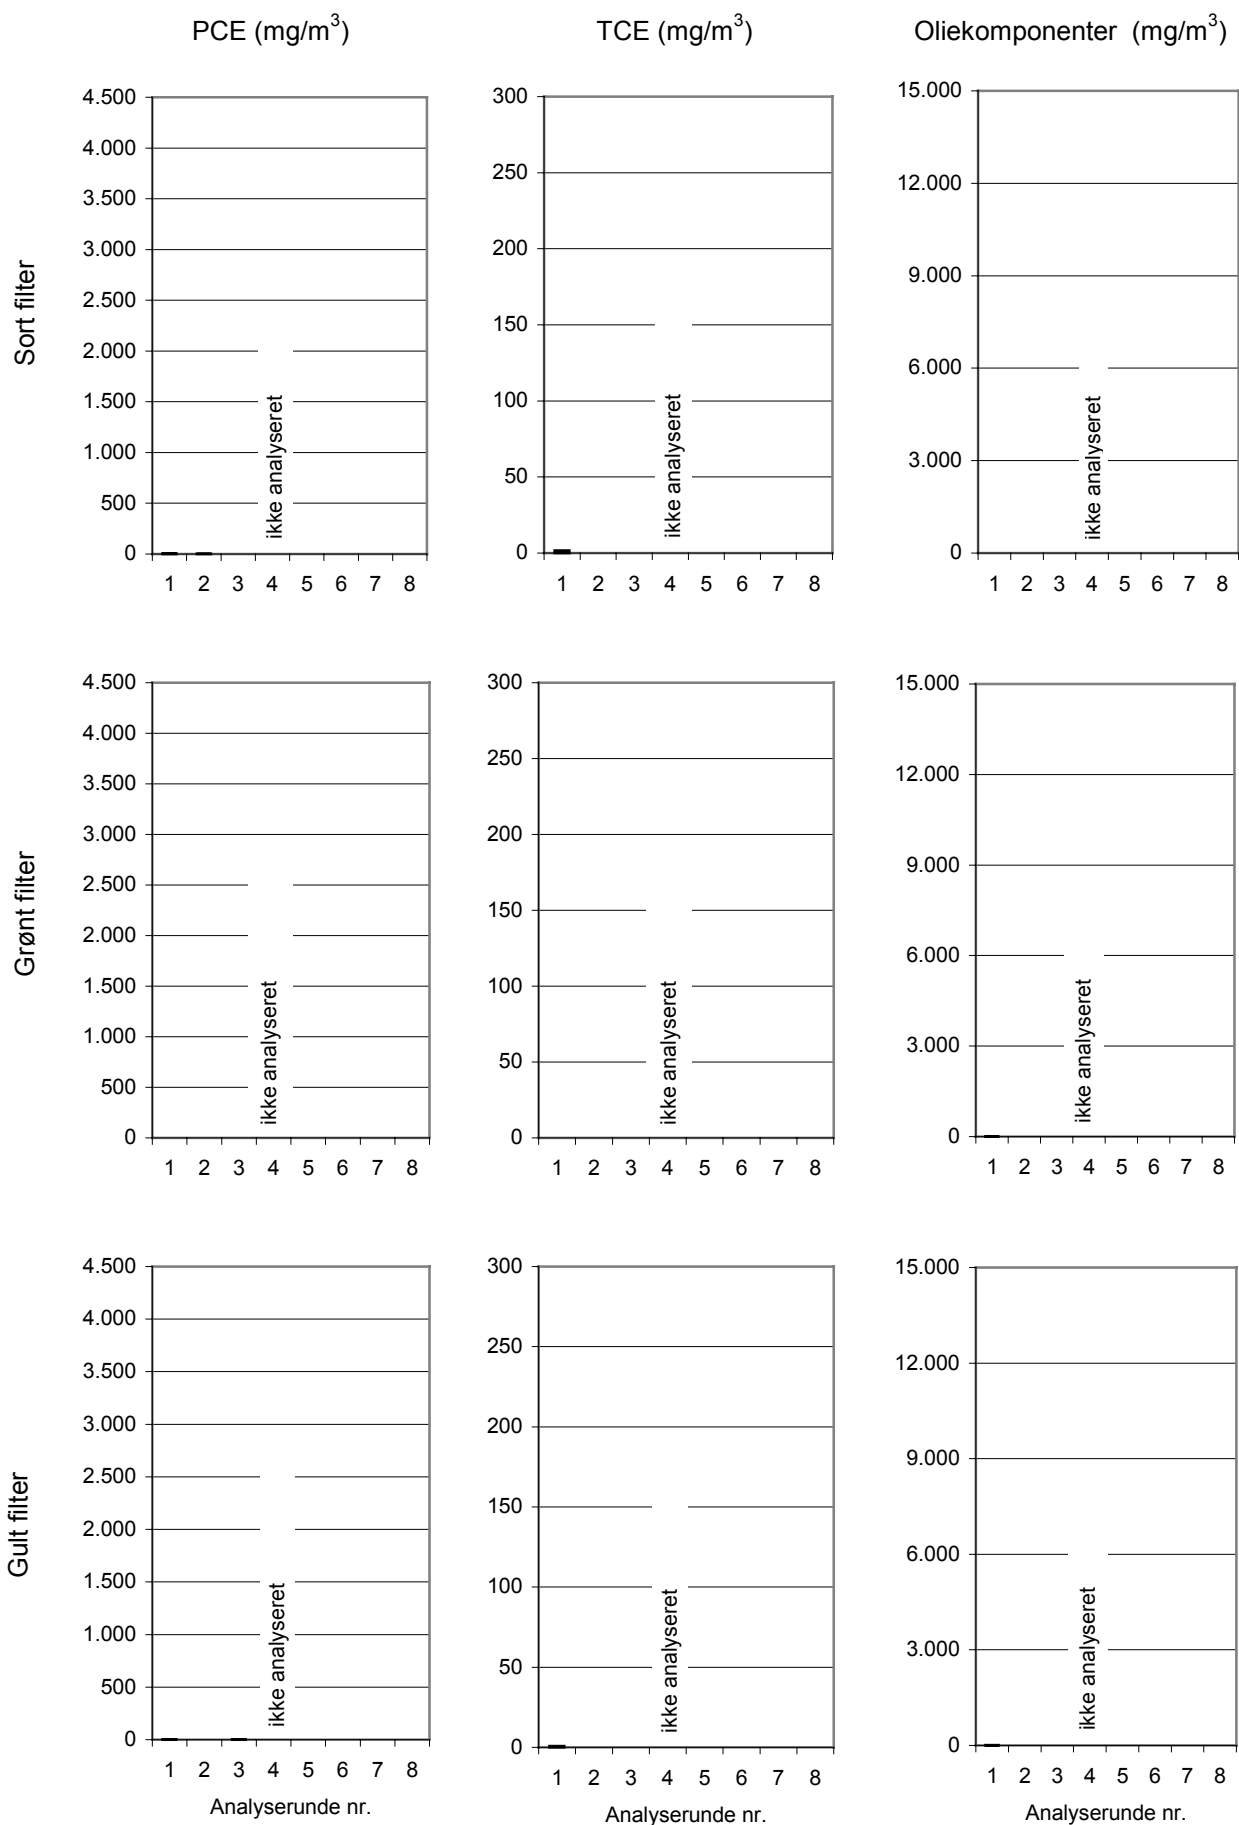 PCE (mg/m³)
TCE (mg/m³)
Oliekomponenter (mg/m³)
Sort filter
4.500
4.000
3.500
3.000
2.500
2.000
1.500
1.000
500
0
ikke analyseret
1 2 3 4 5 6 7 8
300
250
200
150
100
50
0
ikke analyseret
1 2 3 4 5 6 7 8
15.000
12.000
9.000
6.000
3.000
0
ikke analyseret
1 2 3 4 5 6 7 8
Grønt filter
4.500
4.000
3.500
3.000
2.500
2.000
1.500
1.000
500
0
ikke analyseret
1 2 3 4 5 6 7 8
300
250
200
150
100
50
0
ikke analyseret
1 2 3 4 5 6 7 8
15.000
12.000
9.000
6.000
3.000
0
ikke analyseret
1 2 3 4 5 6 7 8
Gult filter
4.500
4.000
3.500
3.000
2.500
2.000
1.500
1.000
500
0
ikke analyseret
1 2 3 4 5 6 7 8
Analyserunde nr.
300
250
200
150
100
50
0
ikke analyseret
1 2 3 4 5 6 7 8
Analyserunde nr.
15.000
12.000
9.000
6.000
3.000
0
ikke analyseret
1 2 3 4 5 6 7 8
Analyserunde nr.